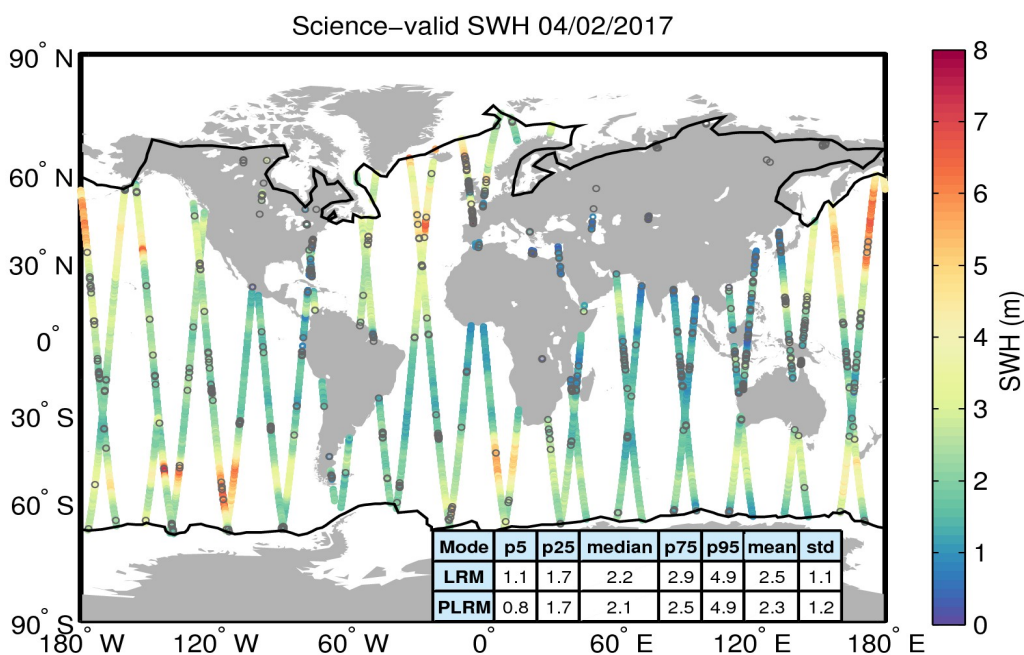 Science−valid SWH 04/02/2017
90° N
60° N
30° N
0°
30° S
60° S
90° S
180° W
120° W
60° W
0°
60° E
120° E
180° E
8
7
6
5
4
3
2
1
0
SWH (m)
Mode p5 p25 median p75 p95 mean std
LRM 1.1 1.7 2.2 2.9 4.9 2.5 1.1
PLRM 0.8 1.7 2.1 2.5 4.9 2.3 1.2